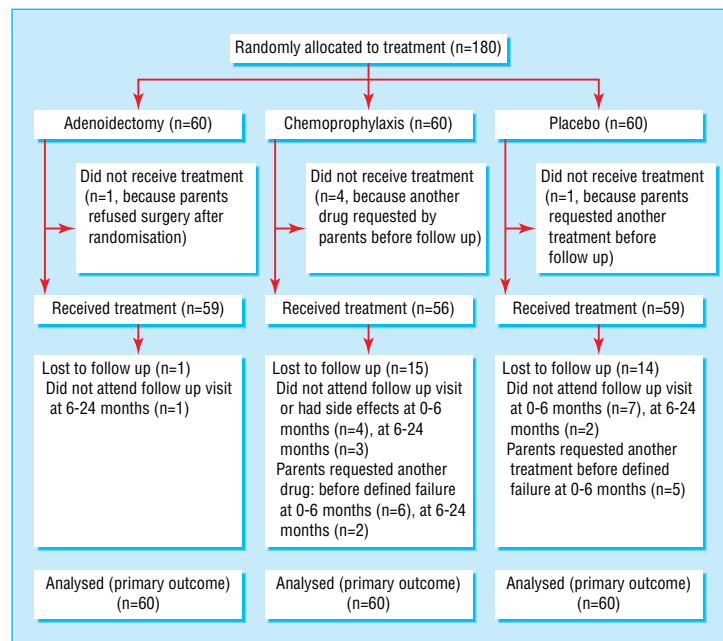 Randomly allocated to treatment (n=180)
Adenoidectomy (n=60)
Chemoprophylaxis (n=60)
Placebo (n=60)
Did not receive treatment
(n=1, because parents
refused surgery after
randomisation)
Did not receive treatment
(n=4, because another
drug requested by
parents before follow up)
Did not receive treatment
(n=1, because parents
requested another
treatment before
follow up)
Received treatment (n=59)
Received treatment (n=56)
Received treatment (n=59)
Lost to follow up (n=1)
Did not attend follow up visit
at 6-24 months (n=1)
Lost to follow up (n=15)
Did not attend follow up visit
or had side effects at 0-6
months (n=4), at 6-24
months (n=3)
Parents requested another
drug: before defined failure
at 0-6 months (n=6), at 6-24
months (n=2)
Lost to follow up (n=14)
Did not attend follow up visit
at 0-6 months (n=7), at 6-24
months (n=2)
Parents requested another
treatment before defined
failure at 0-6 months (n=5)
Analysed (primary outcome)
(n=60)
Analysed (primary outcome)
(n=60)
Analysed (primary outcome)
(n=60)